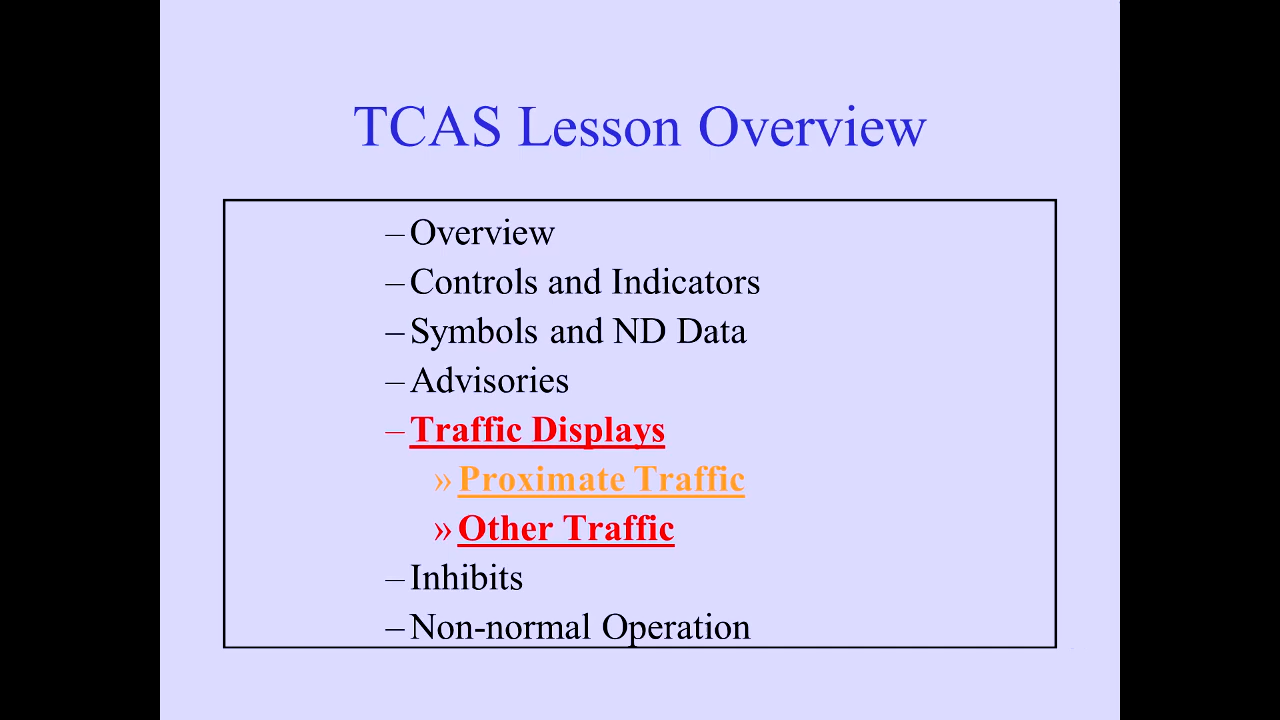 TCAS Lesson Overview
–Overview
–Controls and Indicators
–Symbols and ND Data
–Advisories
–Traffic Displays
»Proximate Traffic
»Other Traffic
–Inhibits
–Non-normal Operation